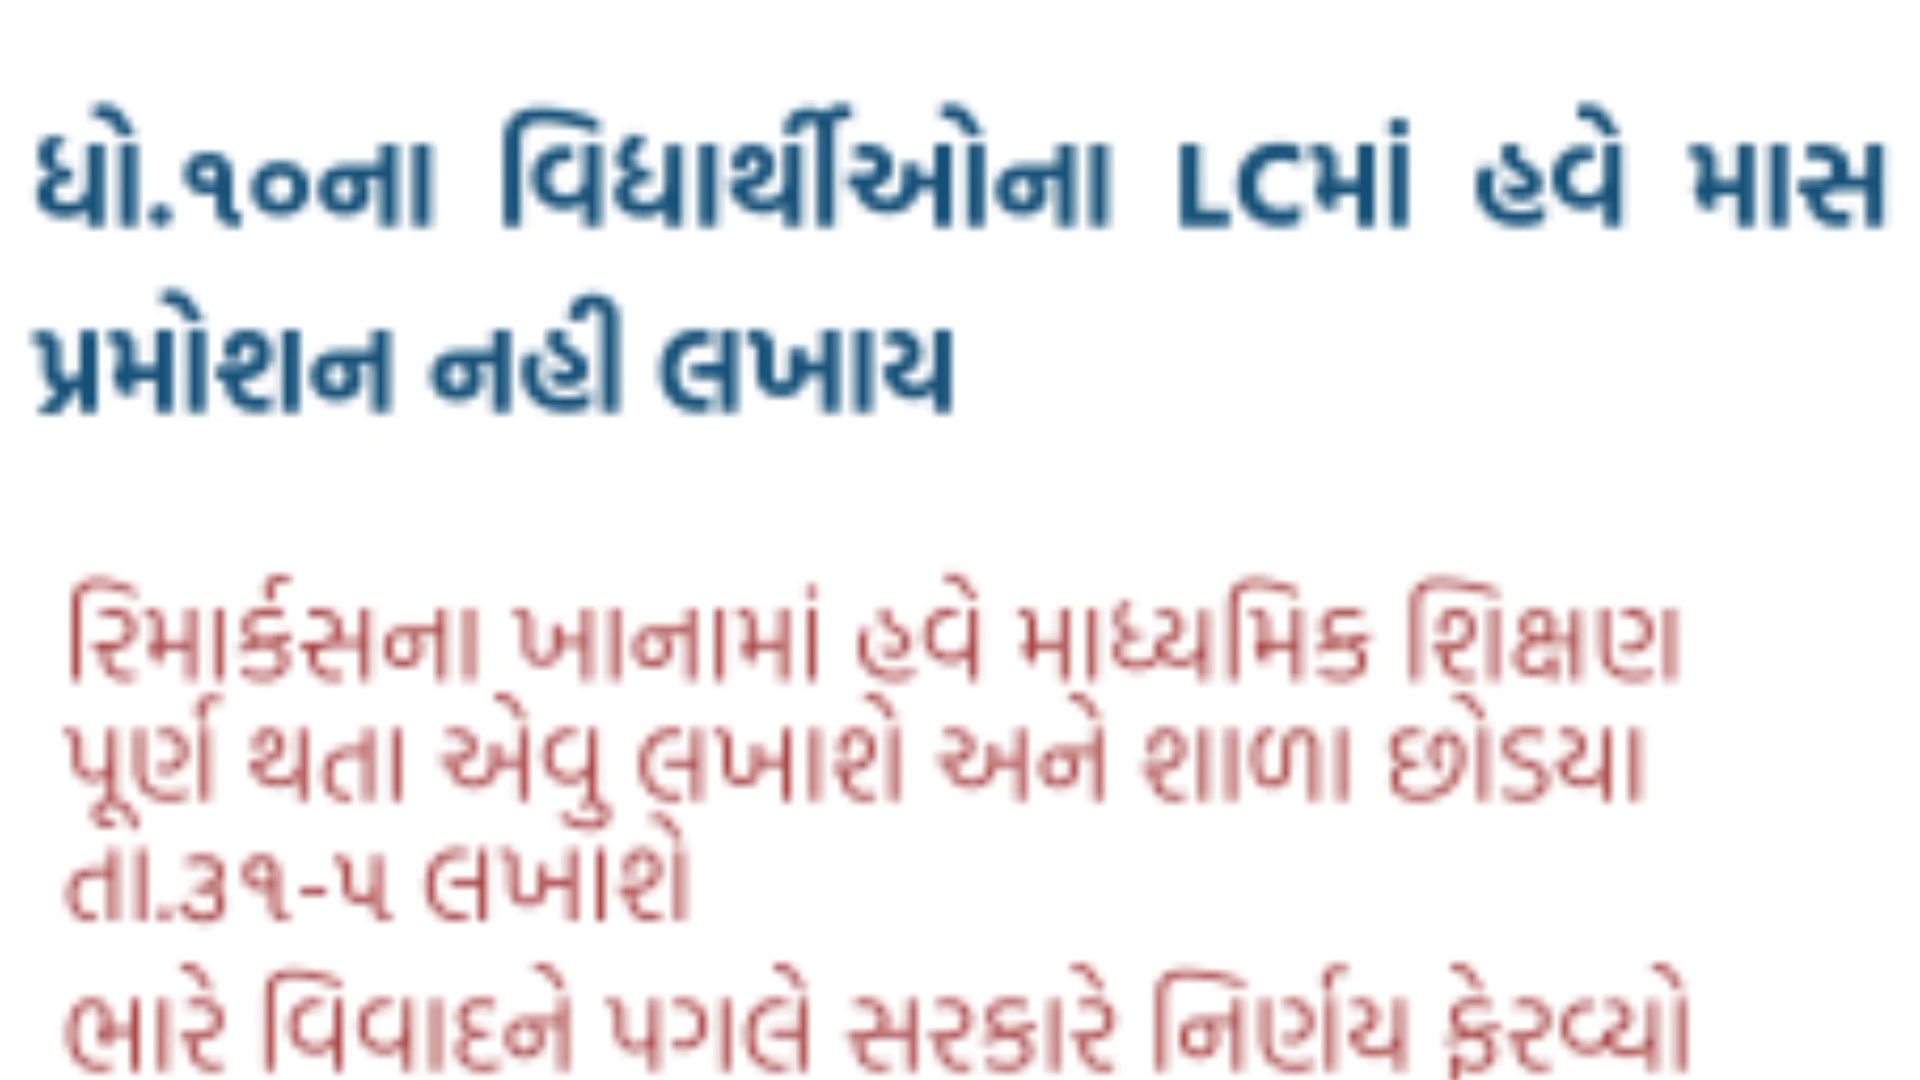 ધો.૧૦ના વિધાર્થીઓના LCમાં હવે માસ
પ્રમોશન નહી લખાય
રિમાર્કસના ખાનામાં હવે માધ્યમિક શિક્ષણ
પૂર્ણ થતા એવુ લખાશે અને શાળા છોડયા
તા.૩૧-૫ લખાશે
ભારે વિવાદને પગલે સરકારે નિર્ણય ફેરવ્યો